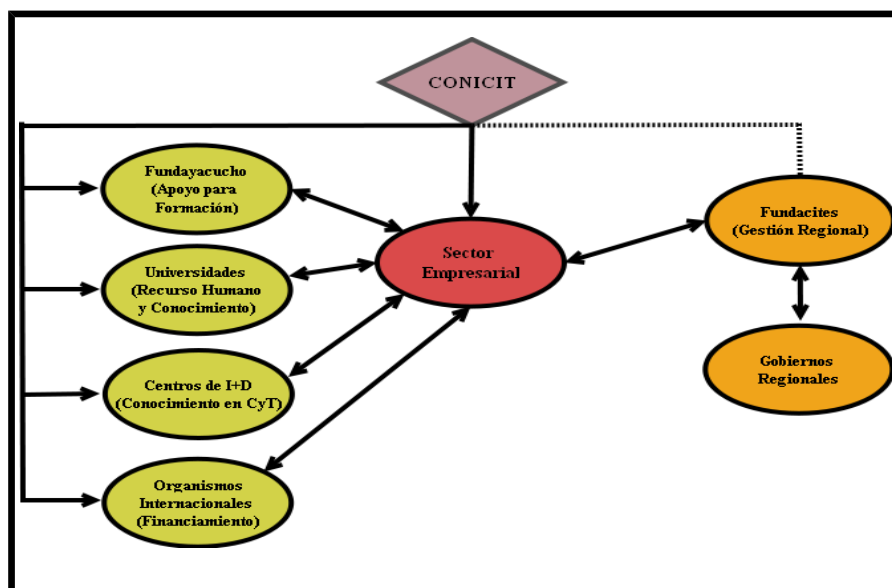 CONICIT
Fundayacucho
(Apoyo para
Formación)
Universidades
(Recurso Humano
y Conocimiento)
Centros de I+D
(Conocimiento en CyT)
Organismos
Internacionales
(Financiamiento)
Sector
Empresarial
Fundacites
(Gestión Regional)
Gobiernos
Regionales